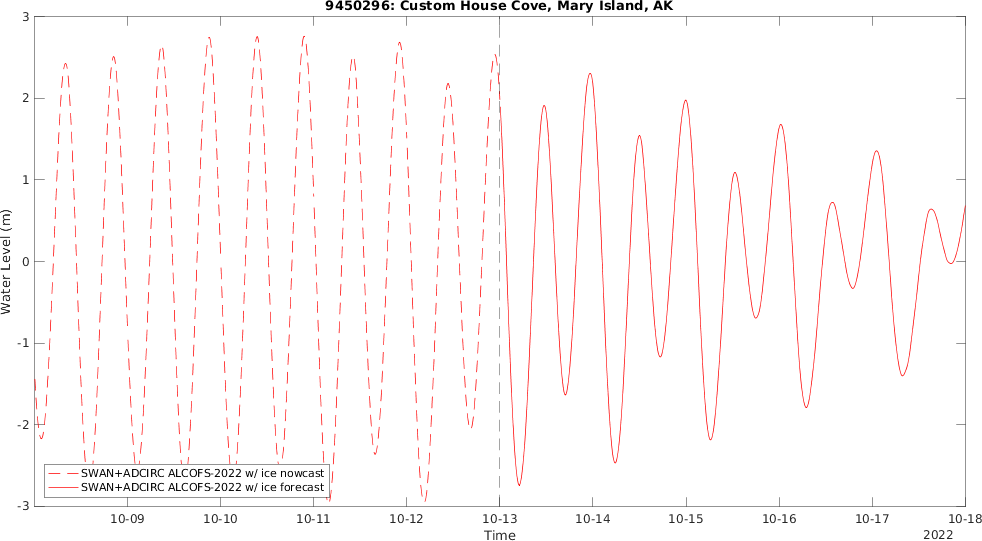 9450296: Custom House Cove, Mary Island, AK
3
2
1
0
-1
-2
-3
Water Level (m)
SWAN+ADCIRC ALCOFS-2022 w/ ice nowcast
SWAN+ADCIRC ALCOFS-2022 w/ ice forecast
10-09 10-10 10-11 10-12 10-13 10-14 10-15 10-16 10-17 10-18
Time
2022